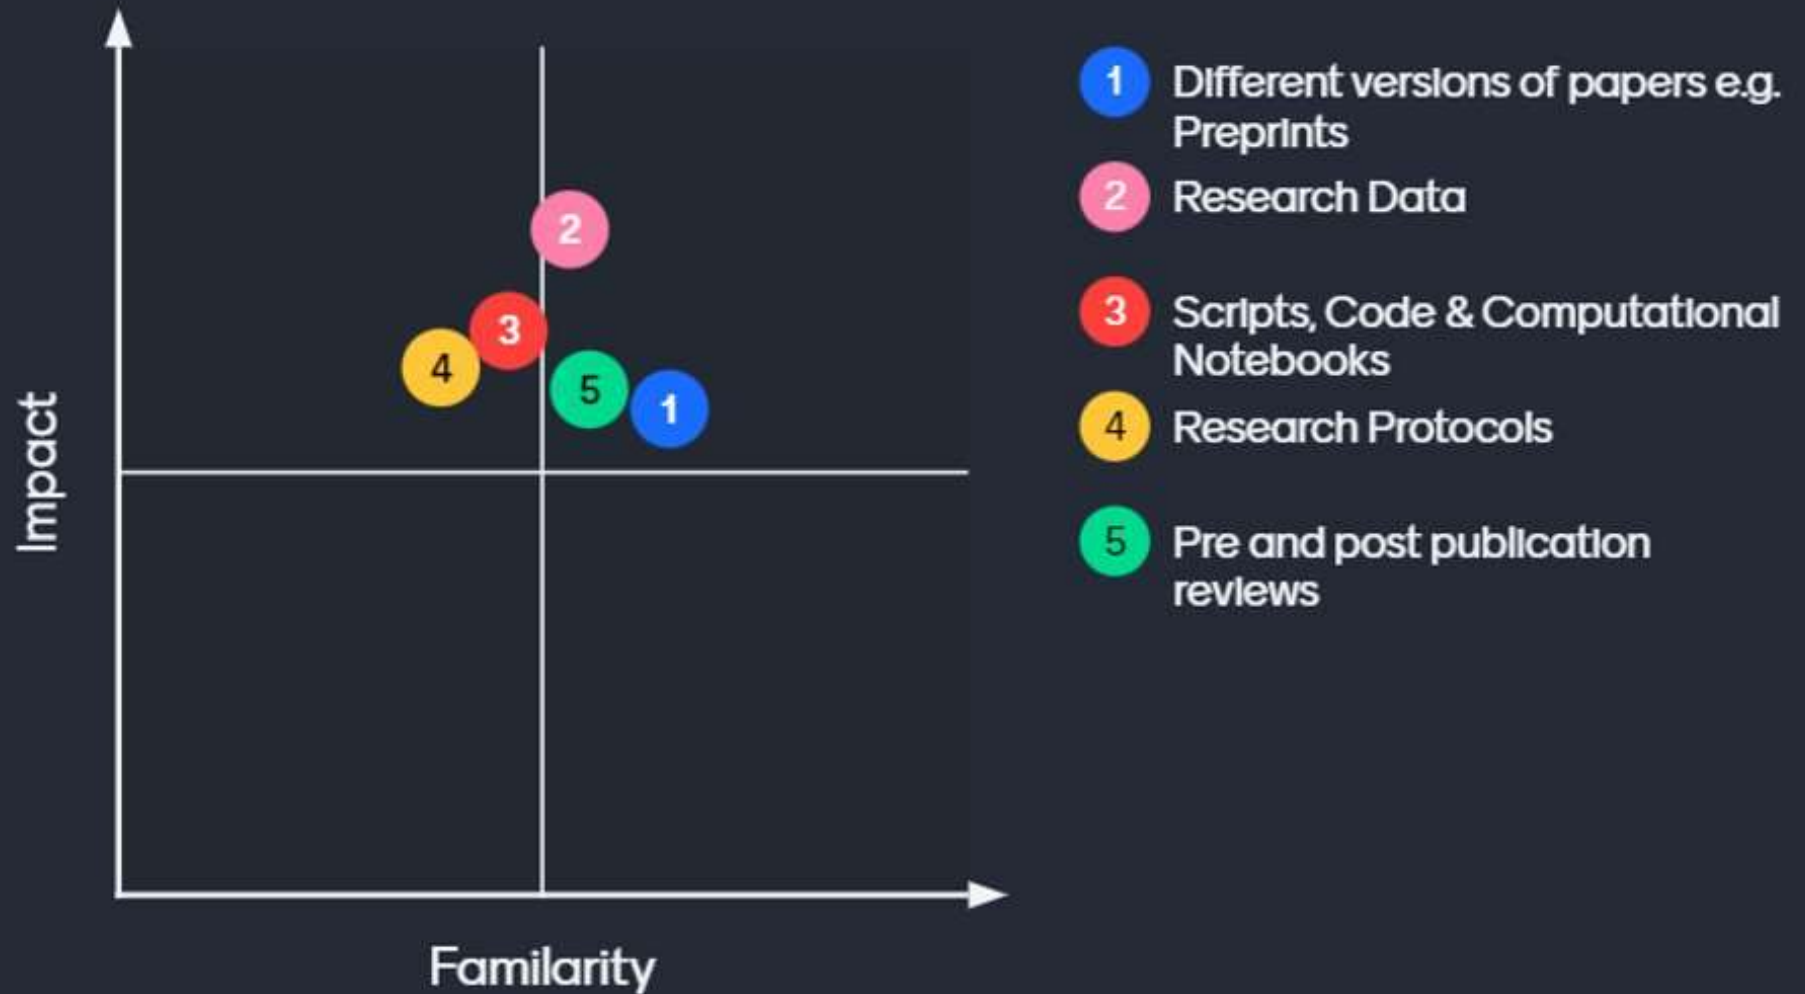 Impact
2
3
4
5
1
Familarity
1 Different versions of papers e.g.
Preprints
2 Research Data
3 Scripts, Code & Computational
Notebooks
4 Research Protocols
5 Pre and post publication
reviews